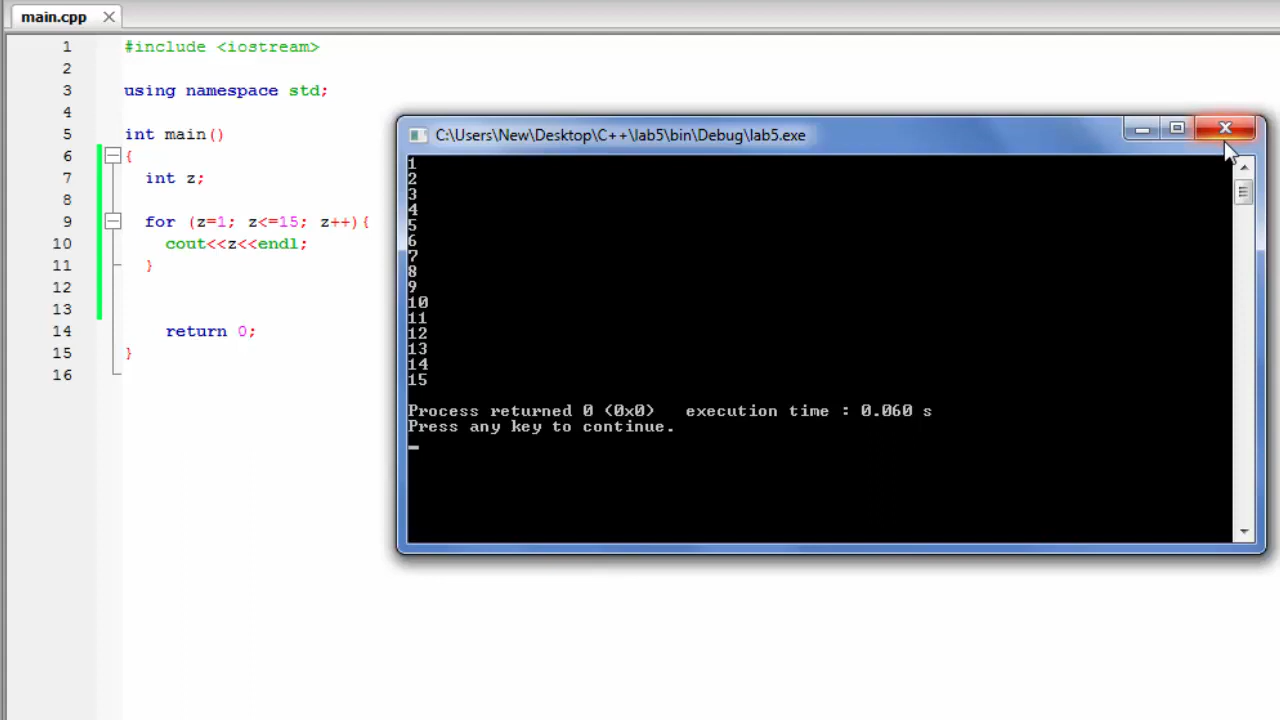 main.cpp
1 #include <iostream>
2
3 using namespace std;
4
5 int main()
6 {
7 int z;
8
9 for (z=1; z<=15; z++){
10 cout<<z<<endl;
11 }
12
13
14 return 0;
15 }
16
C:\Users\New\Desktop\C++\lab5\bin\Debug\lab5.exe
1
2
3
4
5
6
7
8
9
10
11
12
13
14
15
Process returned 0 (0x0)   execution time : 0.060 s
Press any key to continue.